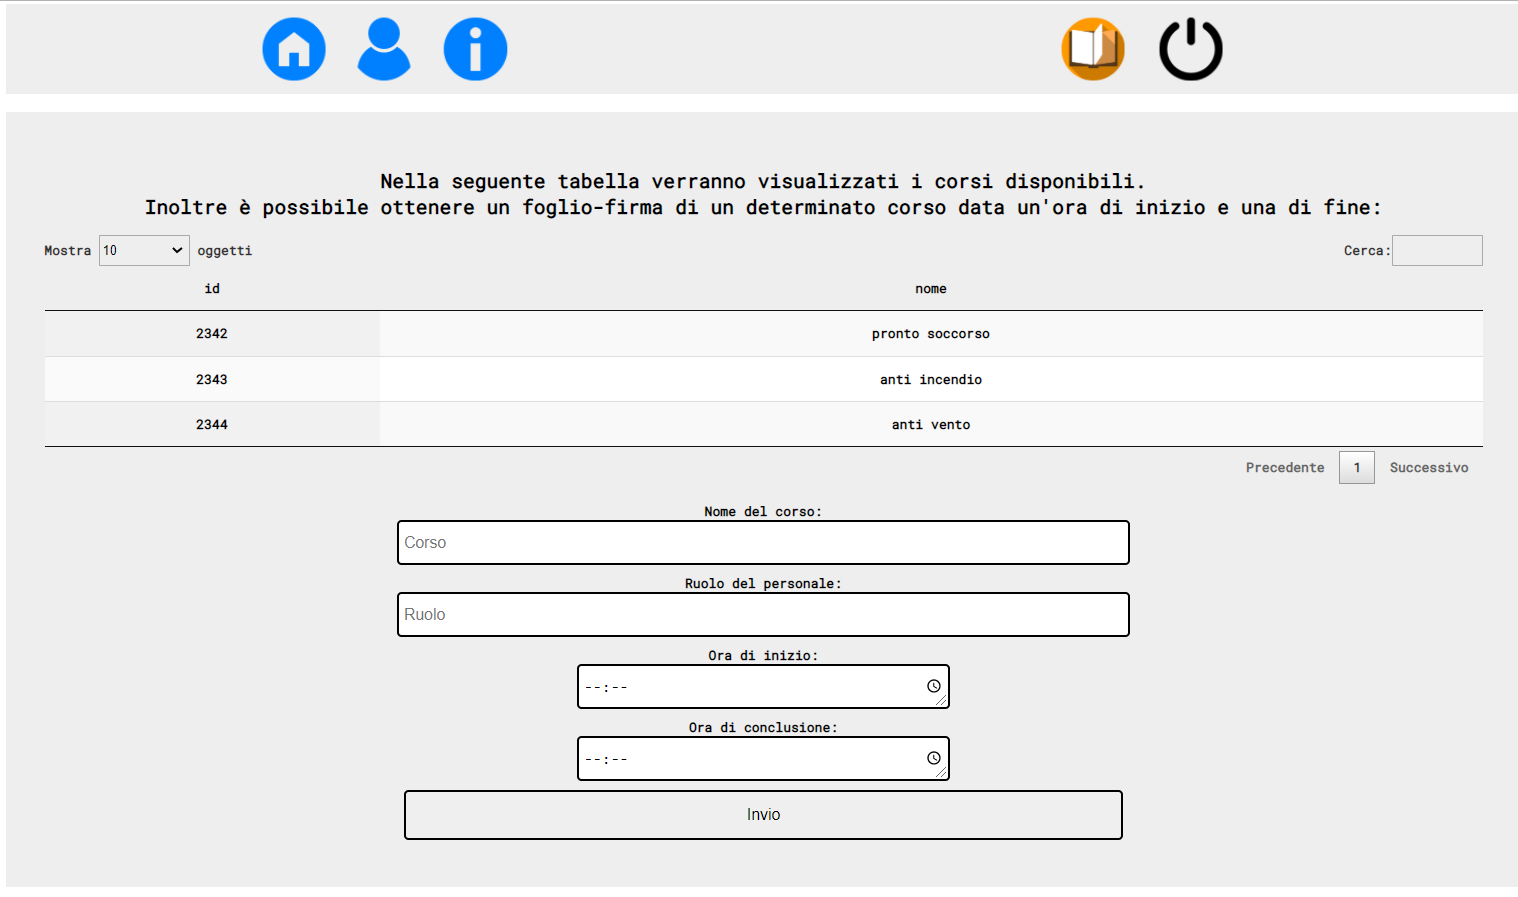 Nella seguente tabella verranno visualizzati i corsi disponibili.
Inoltre è possibile ottenere un foglio-firma di un determinato corso data un'ora di inizio e una di fine:
Mostra 10 oggetti Cerca:
id nome
2342 pronto soccorso
2343 anti incendio
2344 anti vento
Precedente 1 Successivo
Nome del corso:
Corso
Ruolo del personale:
Ruolo
Ora di inizio:
--:--
Ora di conclusione:
--:--
Invio